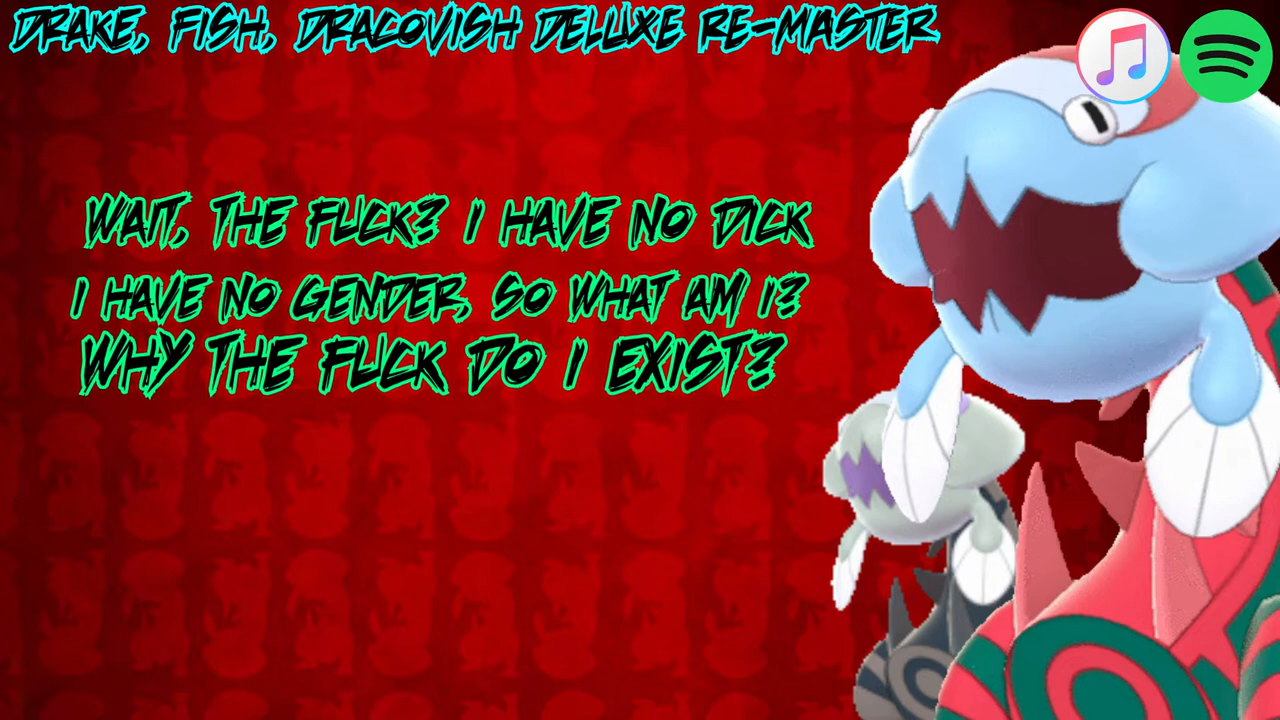 DRAKE, FISH, DRACOVISH DELUXE RE-MASTER
WAIT, THE FUCK? I HAVE NO DICK
I HAVE NO GENDER, SO WHAT AM I?
WHY THE FUCK DO I EXIST?